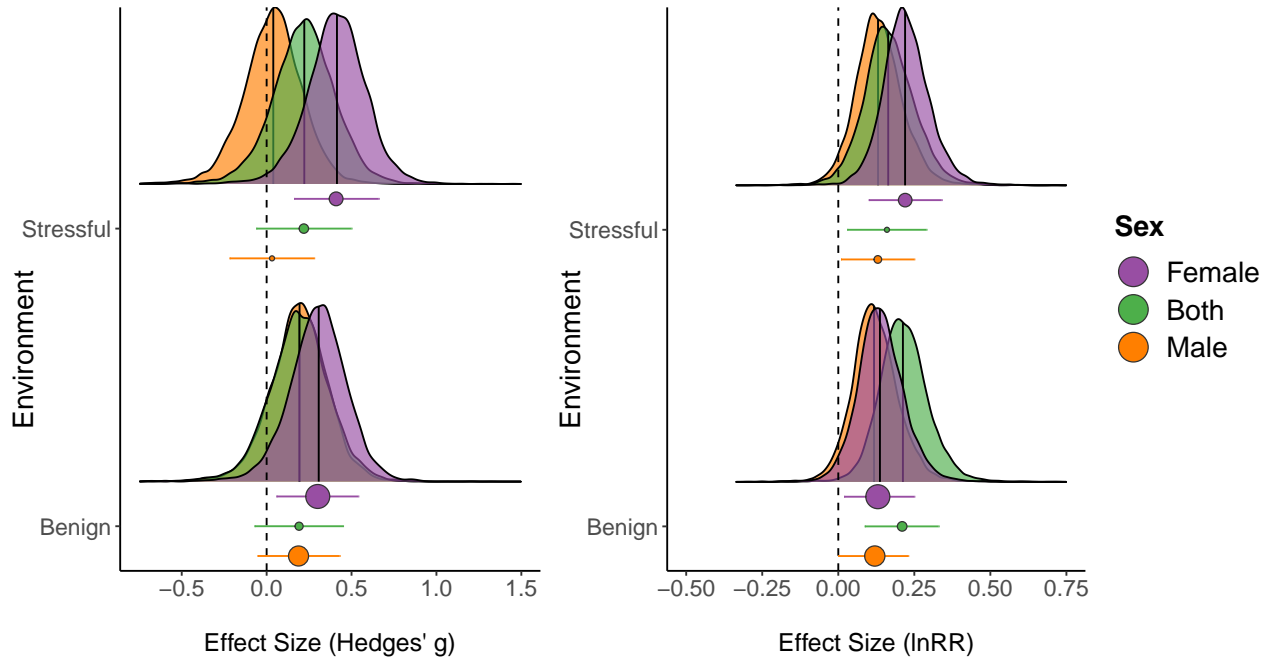 Environment
Stressful
Benign
−0.5 0.0 0.5 1.0 1.5
Effect Size (Hedges' g)
Environment
Stressful
Benign
−0.50 −0.25 0.00 0.25 0.50 0.75
Effect Size (lnRR)
Sex
Female
Both
Male